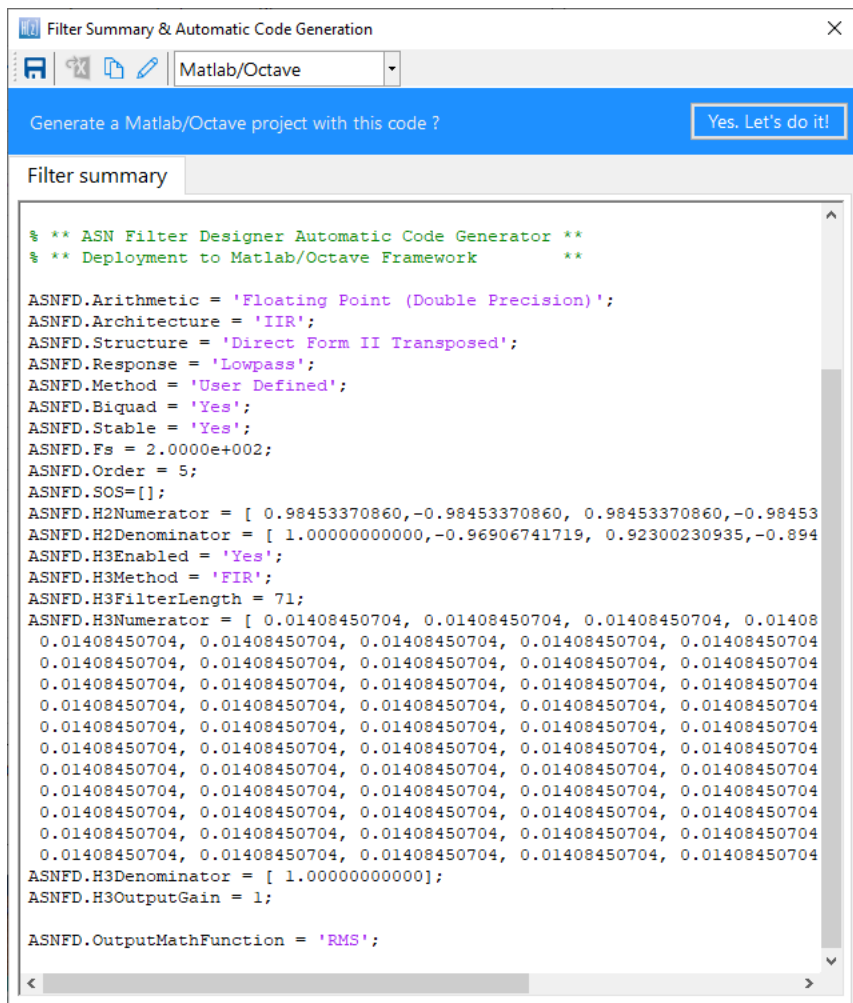 Filter Summary & Automatic Code Generation
Matlab/Octave
Generate a Matlab/Octave project with this code ?
Yes. Let's do it!
Filter summary
% ** ASN Filter Designer Automatic Code Generator **
% ** Deployment to Matlab/Octave Framework **
ASNFD.Arithmetic = 'Floating Point (Double Precision)';
ASNFD.Architecture = 'IIR';
ASNFD.Structure = 'Direct Form II Transposed';
ASNFD.Response = 'Lowpass';
ASNFD.Method = 'User Defined';
ASNFD.Biquad = 'Yes';
ASNFD.Stable = 'Yes';
ASNFD.Fs = 2.0000e+002;
ASNFD.Order = 5;
ASNFD.SOS=[];
ASNFD.H2Numerator = [ 0.98453370860,-0.98453370860, 0.98453370860,-0.98453
ASNFD.H2Denominator = [ 1.00000000000,-0.96906741719, 0.92300230935,-0.894
ASNFD.H3Enabled = 'Yes';
ASNFD.H3Method = 'FIR';
ASNFD.H3FilterLength = 71;
ASNFD.H3Numerator = [ 0.01408450704, 0.01408450704, 0.01408450704, 0.01408
0.01408450704, 0.01408450704, 0.01408450704, 0.01408450704, 0.01408450704
0.01408450704, 0.01408450704, 0.01408450704, 0.01408450704, 0.01408450704
0.01408450704, 0.01408450704, 0.01408450704, 0.01408450704, 0.01408450704
0.01408450704, 0.01408450704, 0.01408450704, 0.01408450704, 0.01408450704
0.01408450704, 0.01408450704, 0.01408450704, 0.01408450704, 0.01408450704
0.01408450704, 0.01408450704, 0.01408450704, 0.01408450704, 0.01408450704
0.01408450704, 0.01408450704, 0.01408450704, 0.01408450704, 0.01408450704
0.01408450704, 0.01408450704, 0.01408450704, 0.01408450704, 0.01408450704
0.01408450704, 0.01408450704, 0.01408450704, 0.01408450704, 0.01408450704
0.01408450704, 0.01408450704, 0.01408450704, 0.01408450704, 0.01408450704
0.01408450704, 0.01408450704, 0.01408450704, 0.01408450704, 0.01408450704
ASNFD.H3Denominator = [ 1.00000000000];
ASNFD.H3OutputGain = 1;
ASNFD.OutputMathFunction = 'RMS';